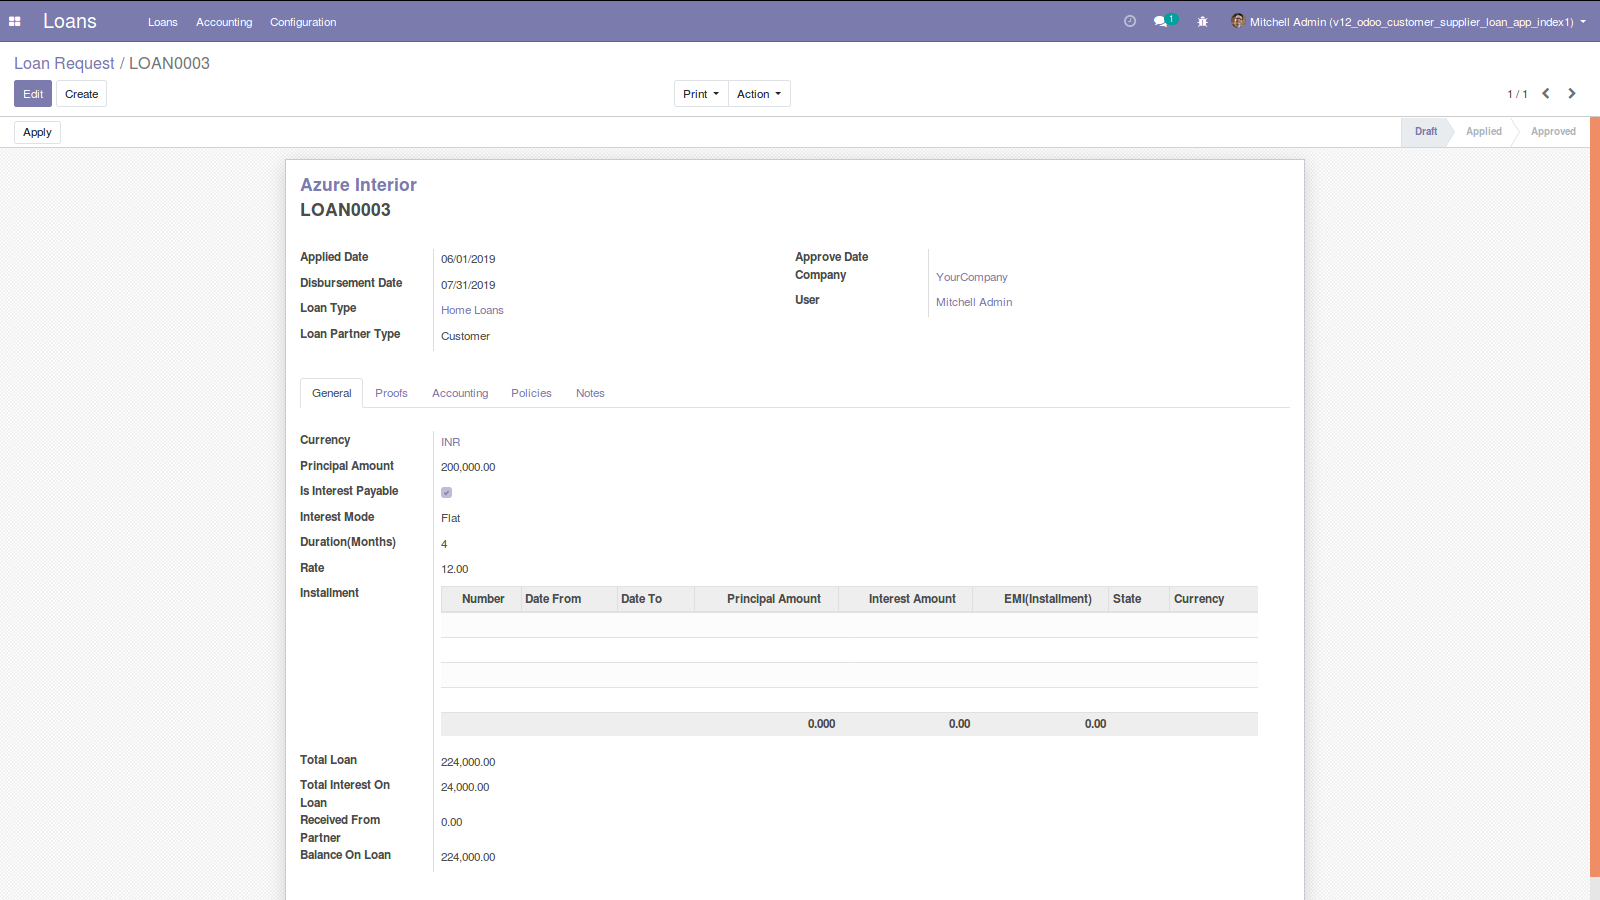 Loans Loans Accounting Configuration 1 Mitchell Admin (v12_odoo_customer_supplier_loan_app_index1)
Loan Request / LOAN0003
Edit Create Print Action 1 / 1
Apply Draft Applied Approved
Azure Interior
LOAN0003
Applied Date 06/01/2019 Approve Date
Disbursement Date 07/31/2019 Company YourCompany
Loan Type Home Loans User Mitchell Admin
Loan Partner Type Customer
General Proofs Accounting Policies Notes
Currency INR
Principal Amount 200,000.00
Is Interest Payable
Interest Mode Flat
Duration(Months) 4
Rate 12.00
Installment Number Date From Date To Principal Amount Interest Amount EMI(Installment) State Currency
0.000 0.00 0.00
Total Loan 224,000.00
Total Interest On Loan 24,000.00
Received From Partner 0.00
Balance On Loan 224,000.00